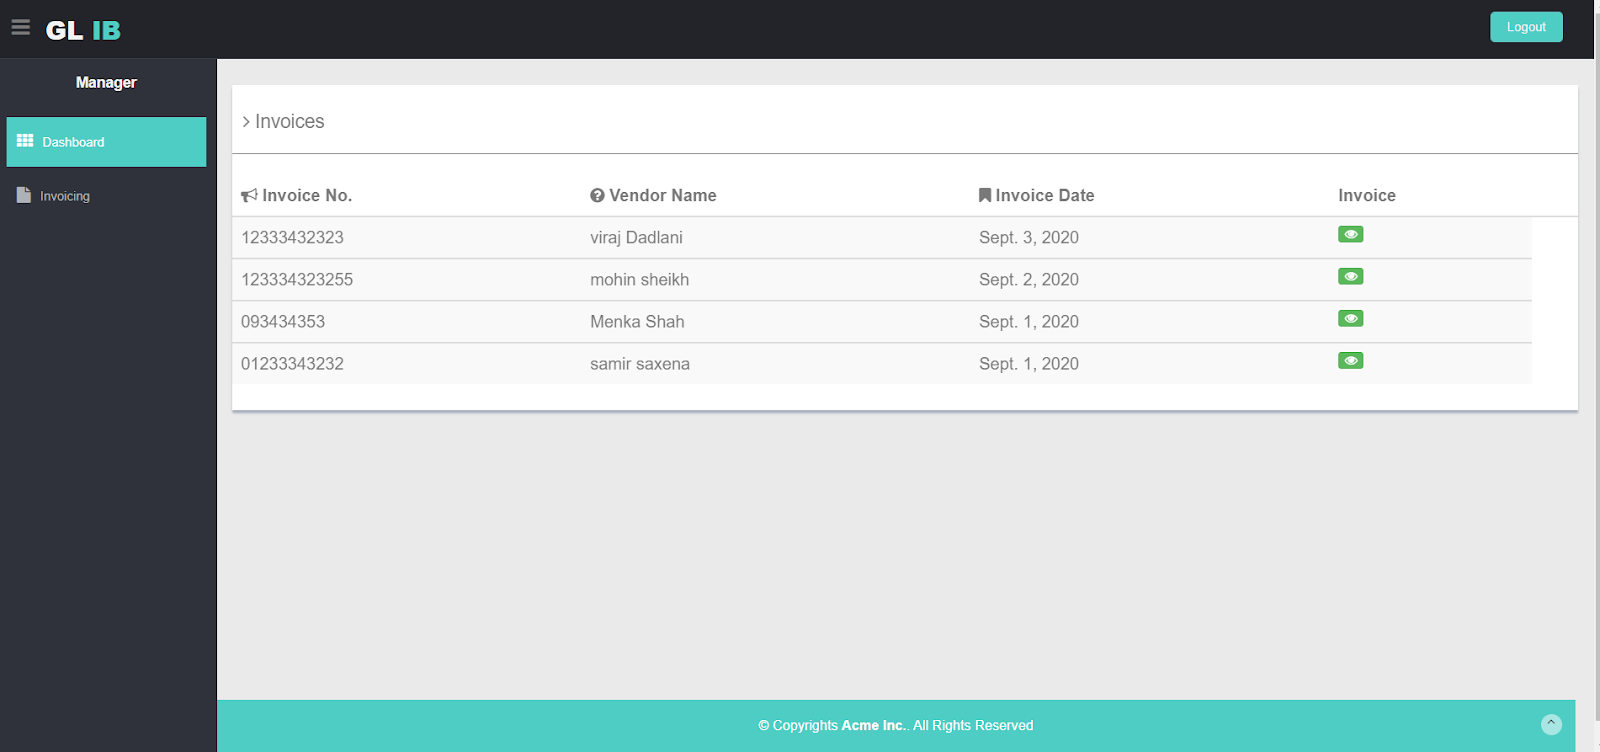 GL IB
Logout
Manager
Dashboard
Invoicing
Invoices
Invoice No. Vendor Name Invoice Date Invoice
12333432323 viraj Dadlani Sept. 3, 2020
123334323255 mohin sheikh Sept. 2, 2020
093434353 Menka Shah Sept. 1, 2020
01233343232 samir saxena Sept. 1, 2020
© Copyrights Acme Inc.. All Rights Reserved